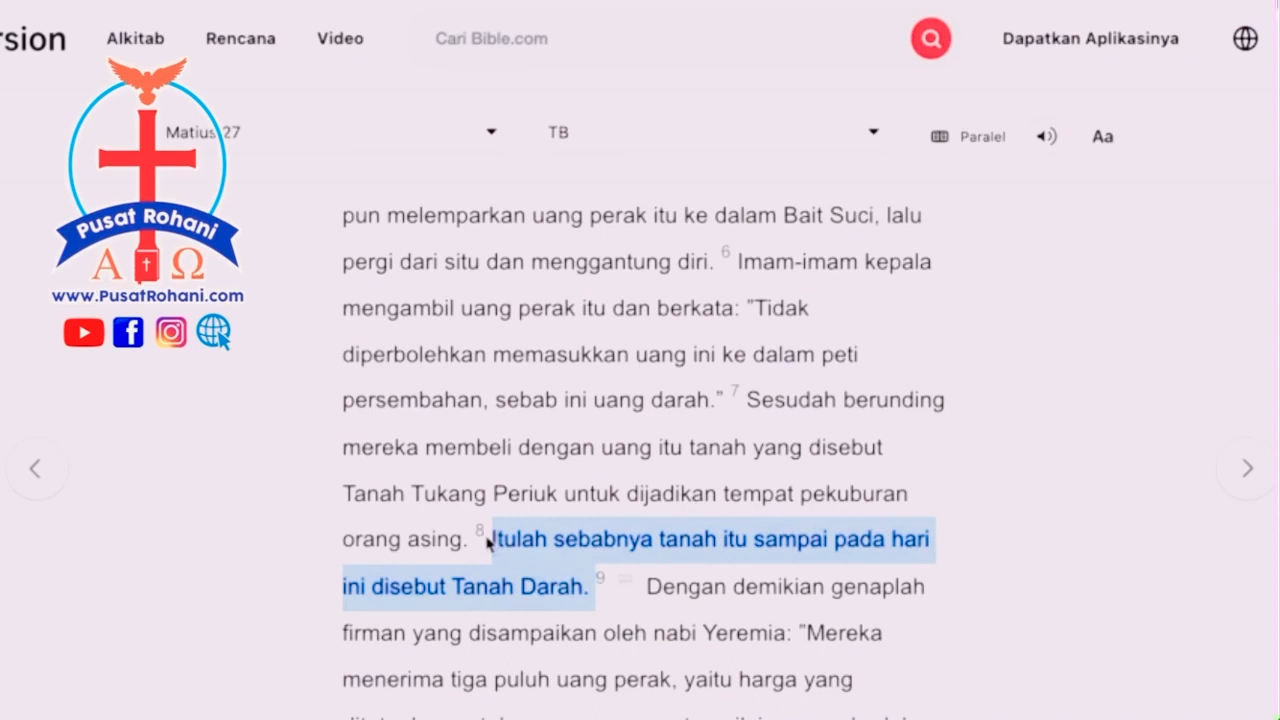 rsion
Alkitab
Rencana
Video
Cari Bible.com
Dapatkan Aplikasinya
Matius 27
TB
Paralel
Aa
Pusat Rohani
Α Ω
www.PusatRohani.com
pun melemparkan uang perak itu ke dalam Bait Suci, lalu
pergi dari situ dan menggantung diri. 6 Imam-imam kepala
mengambil uang perak itu dan berkata: "Tidak
diperbolehkan memasukkan uang ini ke dalam peti
persembahan, sebab ini uang darah." 7 Sesudah berunding
mereka membeli dengan uang itu tanah yang disebut
Tanah Tukang Periuk untuk dijadikan tempat pekuburan
orang asing. 8 Itulah sebabnya tanah itu sampai pada hari
ini disebut Tanah Darah. 9 Dengan demikian genaplah
firman yang disampaikan oleh nabi Yeremia: "Mereka
menerima tiga puluh uang perak, yaitu harga yang